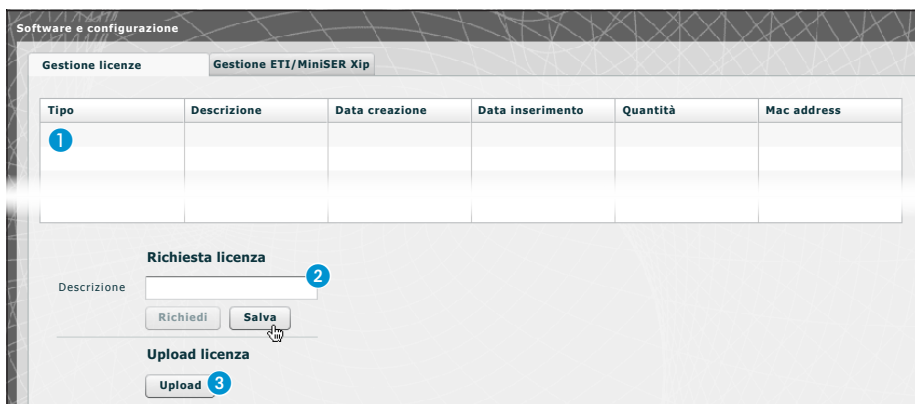 Software e configurazione
Gestione licenze Gestione ETI/MiniSER Xip
Tipo Descrizione Data creazione Data inserimento Quantità Mac address
1
Richiesta licenza
2
Descrizione
Richiedi Salva
Upload licenza
Upload 3